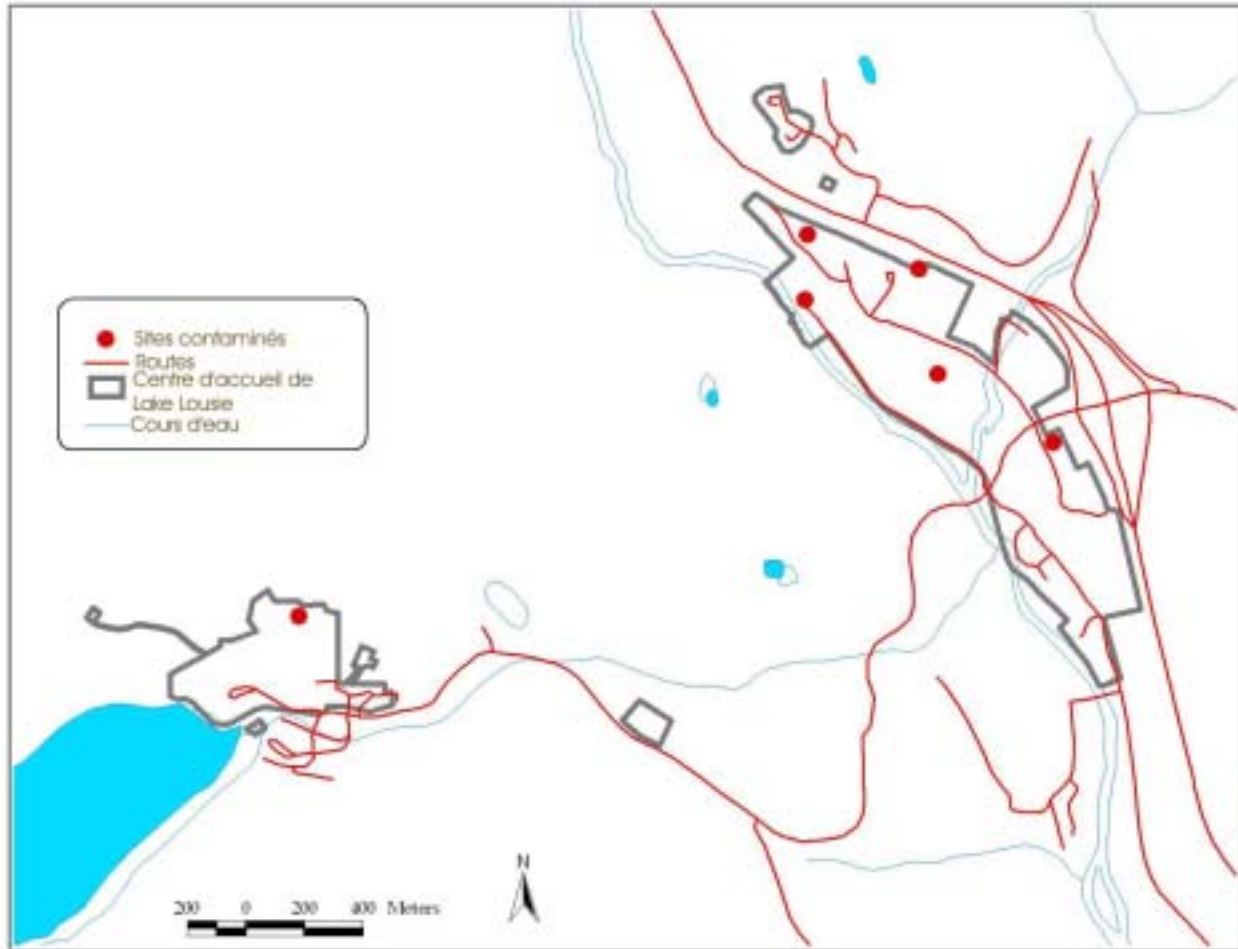 Sites contaminés
Routes
Centre d'accueil de
Lake Lousie
Cours d'eau
N
200 0 200 400 Meters